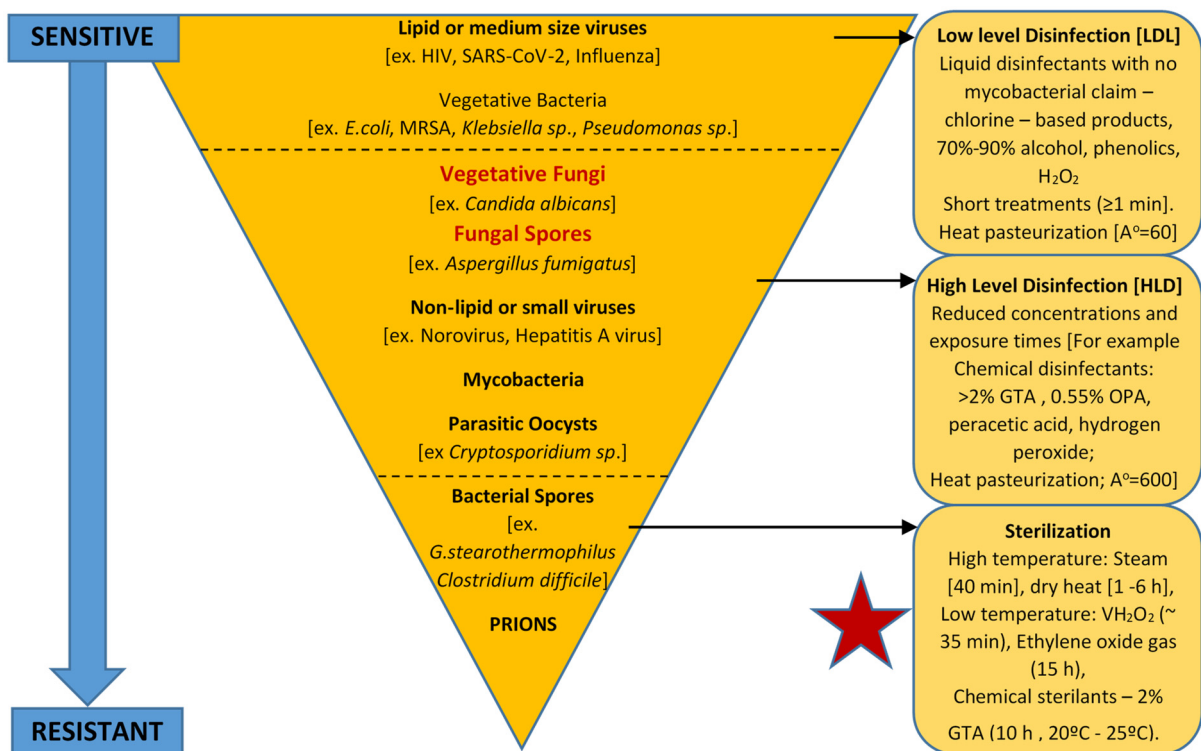 SENSITIVE
Lipid or medium size viruses
[ex. HIV, SARS-CoV-2, Influenza]
Vegetative Bacteria
[ex. E.coli, MRSA, Klebsiella sp., Pseudomonas sp.]
Vegetative Fungi
[ex. Candida albicans]
Fungal Spores
[ex. Aspergillus fumigatus]
Non-lipid or small viruses
[ex. Norovirus, Hepatitis A virus]
Mycobacteria
Parasitic Oocysts
[ex Cryptosporidium sp.]
Bacterial Spores
[ex.
G.stearothermophilus
Clostridium difficile]
PRIONS
RESISTANT
Low level Disinfection [LDL]
Liquid disinfectants with no
mycobacterial claim –
chlorine – based products,
70%-90% alcohol, phenolics,
H₂O₂
Short treatments (≥1 min].
Heat pasteurization [Aº=60]
High Level Disinfection [HLD]
Reduced concentrations and
exposure times [For example
Chemical disinfectants:
>2% GTA , 0.55% OPA,
peracetic acid, hydrogen
peroxide;
Heat pasteurization; Aº=600]
Sterilization
High temperature: Steam
[40 min], dry heat [1 -6 h],
Low temperature: VH₂O₂ (~
35 min), Ethylene oxide gas
(15 h),
Chemical sterilants – 2%
GTA (10 h , 20ºC - 25ºC).